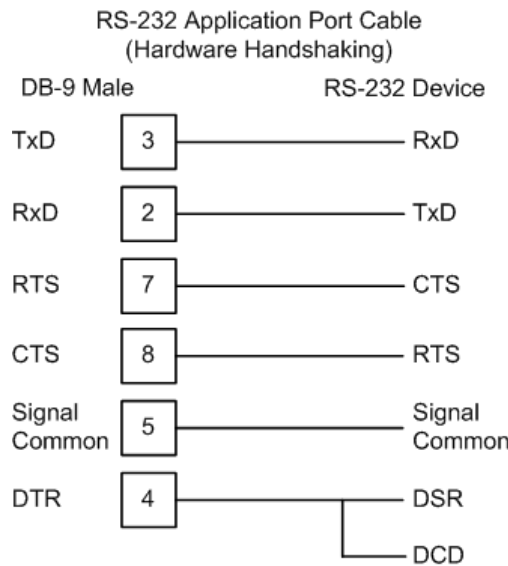 RS-232 Application Port Cable
(Hardware Handshaking)
DB-9 Male RS-232 Device
TxD 3 RxD
RxD 2 TxD
RTS 7 CTS
CTS 8 RTS
Signal Common 5 Signal Common
DTR 4 DSR
DCD